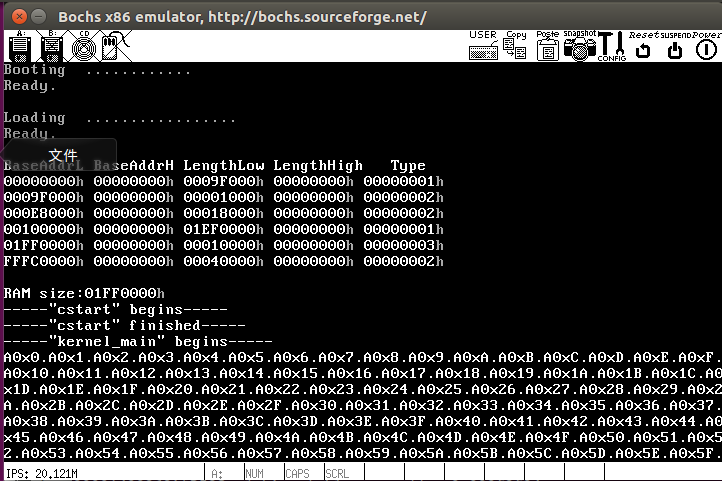 Bochs x86 emulator, http://bochs.sourceforge.net/
A: B: CD USER Copy Paste snapshot CONFIG Reset SUSPEND Power
Booting ............
Ready.
Loading .................
Ready.
文件
BaseAddrL BaseAddrH LengthLow LengthHigh Type
00000000h 00000000h 0009F000h 00000000h 00000001h
0009F000h 00000000h 00001000h 00000000h 00000002h
000E8000h 00000000h 00018000h 00000000h 00000002h
00100000h 00000000h 01EF0000h 00000000h 00000001h
01FF0000h 00000000h 00010000h 00000000h 00000003h
FFFC0000h 00000000h 00040000h 00000000h 00000002h
RAM size:01FF0000h
-----"cstart" begins-----
-----"cstart" finished-----
-----"kernel_main" begins-----
A0x0.A0x1.A0x2.A0x3.A0x4.A0x5.A0x6.A0x7.A0x8.A0x9.A0xA.A0xB.A0xC.A0xD.A0xE.A0xF.
A0x10.A0x11.A0x12.A0x13.A0x14.A0x15.A0x16.A0x17.A0x18.A0x19.A0x1A.A0x1B.A0x1C.A0
x1D.A0x1E.A0x1F.A0x20.A0x21.A0x22.A0x23.A0x24.A0x25.A0x26.A0x27.A0x28.A0x29.A0x2
A.A0x2B.A0x2C.A0x2D.A0x2E.A0x2F.A0x30.A0x31.A0x32.A0x33.A0x34.A0x35.A0x36.A0x37.
A0x38.A0x39.A0x3A.A0x3B.A0x3C.A0x3D.A0x3E.A0x3F.A0x40.A0x41.A0x42.A0x43.A0x44.A0
x45.A0x46.A0x47.A0x48.A0x49.A0x4A.A0x4B.A0x4C.A0x4D.A0x4E.A0x4F.A0x50.A0x51.A0x5
2.A0x53.A0x54.A0x55.A0x56.A0x57.A0x58.A0x59.A0x5A.A0x5B.A0x5C.A0x5D.A0x5E.A0x5F.
IPS: 20.121M A: NUM CAPS SCRL